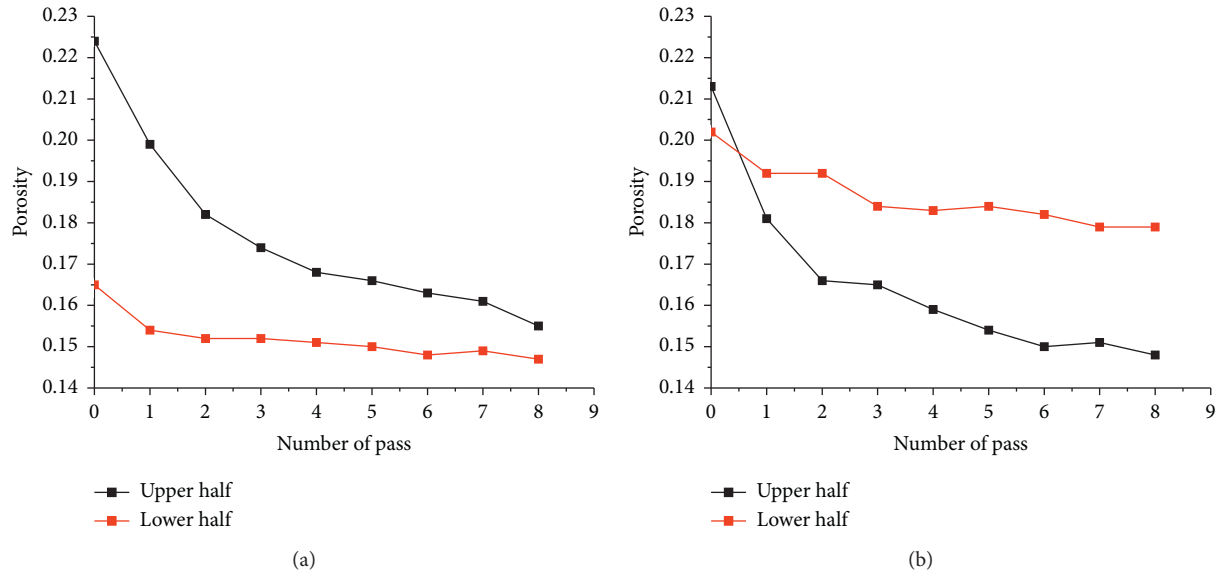 0.23
0.22
0.21
0.20
0.19
0.18
0.17
0.16
0.15
0.14
Porosity
0 1 2 3 4 5 6 7 8 9
Number of pass
Upper half
Lower half
(a)
0.23
0.22
0.21
0.20
0.19
0.18
0.17
0.16
0.15
0.14
Porosity
0 1 2 3 4 5 6 7 8 9
Number of pass
Upper half
Lower half
(b)